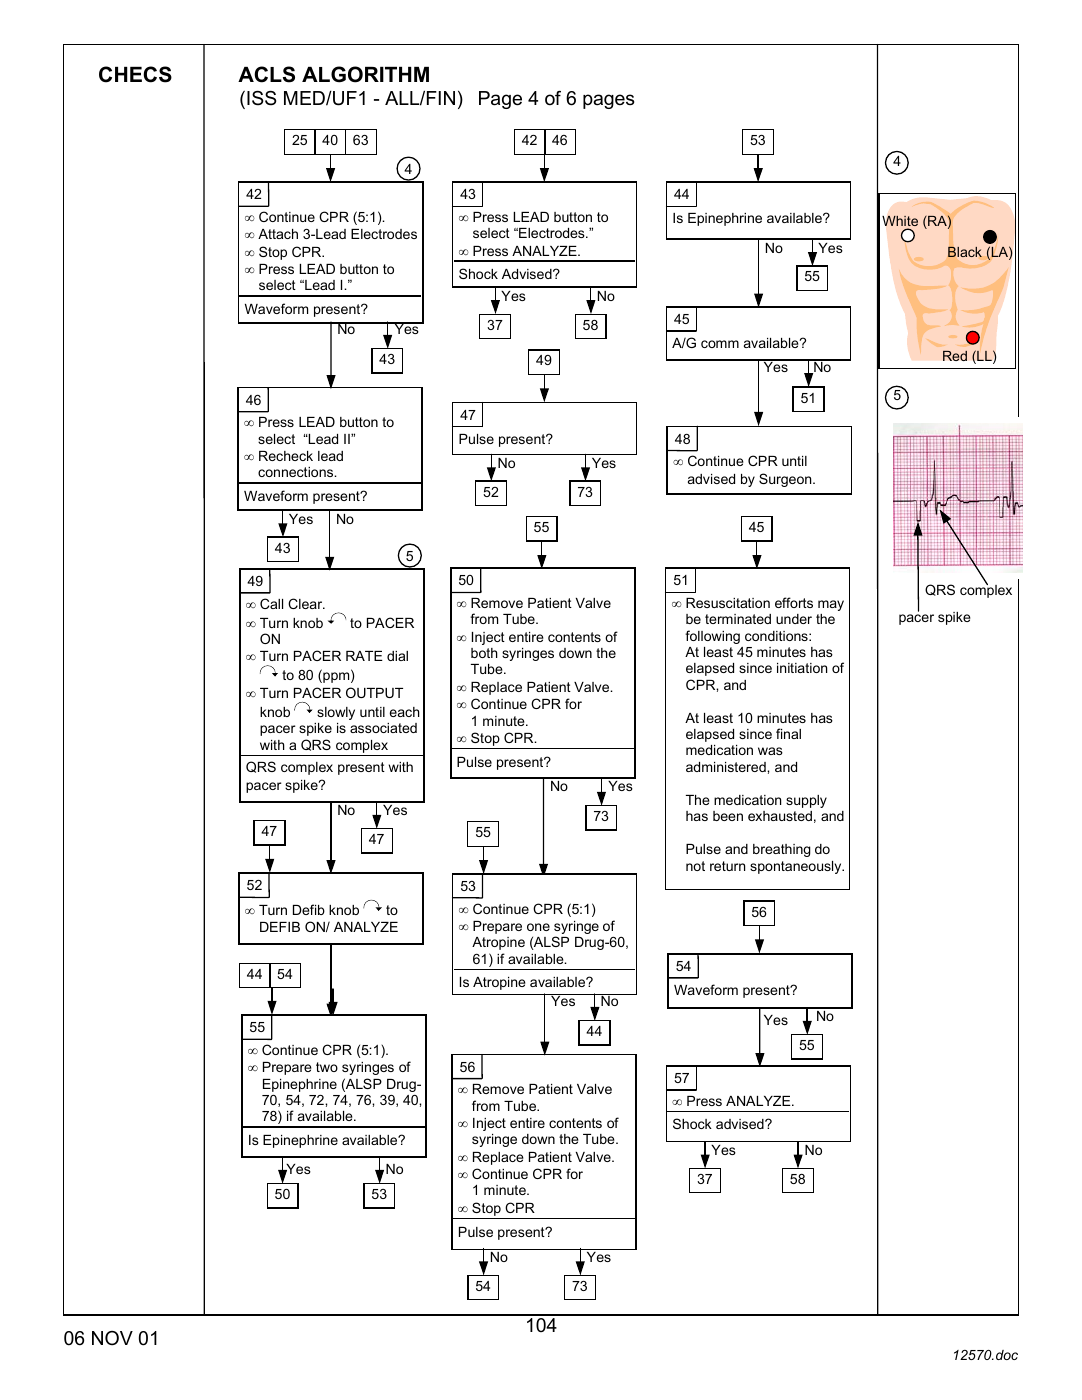 CHECS
ACLS ALGORITHM
(ISS MED/UF1 - ALL/FIN) Page 4 of 6 pages
25 40 63
4
42
∞ Continue CPR (5:1).
∞ Attach 3-Lead Electrodes
∞ Stop CPR.
∞ Press LEAD button to
select “Lead I.”
Waveform present?
No Yes
43
46
∞ Press LEAD button to
select “Lead II”
∞ Recheck lead
connections.
Waveform present?
Yes No
43
5
49
∞ Call Clear.
∞ Turn knob to PACER
ON
∞ Turn PACER RATE dial
to 80 (ppm)
∞ Turn PACER OUTPUT
knob slowly until each
pacer spike is associated
with a QRS complex
QRS complex present with
pacer spike?
No Yes
47 47
52
∞ Turn Defib knob to
DEFIB ON/ ANALYZE
44 54
55
∞ Continue CPR (5:1).
∞ Prepare two syringes of
Epinephrine (ALSP Drug-
70, 54, 72, 74, 76, 39, 40,
78) if available.
Is Epinephrine available?
Yes No
50 53
42 46
43
∞ Press LEAD button to
select “Electrodes.”
∞ Press ANALYZE.
Shock Advised?
Yes No
37 58
49
47
Pulse present?
No Yes
52 73
55
50
∞ Remove Patient Valve
from Tube.
∞ Inject entire contents of
both syringes down the
Tube.
∞ Replace Patient Valve.
∞ Continue CPR for
1 minute.
∞ Stop CPR.
Pulse present?
No Yes
73
55
53
∞ Continue CPR (5:1)
∞ Prepare one syringe of
Atropine (ALSP Drug-60,
61) if available.
Is Atropine available?
Yes No
44
56
∞ Remove Patient Valve
from Tube.
∞ Inject entire contents of
syringe down the Tube.
∞ Replace Patient Valve.
∞ Continue CPR for
1 minute.
∞ Stop CPR
Pulse present?
No Yes
54 73
53
44
Is Epinephrine available?
No Yes
55
45
A/G comm available?
Yes No
51
48
∞ Continue CPR until
advised by Surgeon.
45
51
∞ Resuscitation efforts may
be terminated under the
following conditions:
At least 45 minutes has
elapsed since initiation of
CPR, and
At least 10 minutes has
elapsed since final
medication was
administered, and
The medication supply
has been exhausted, and
Pulse and breathing do
not return spontaneously.
56
54
Waveform present?
Yes No
55
57
∞ Press ANALYZE.
Shock advised?
Yes No
37 58
4
White (RA)
Black (LA)
Red (LL)
5
QRS complex
pacer spike
06 NOV 01
104
12570.doc